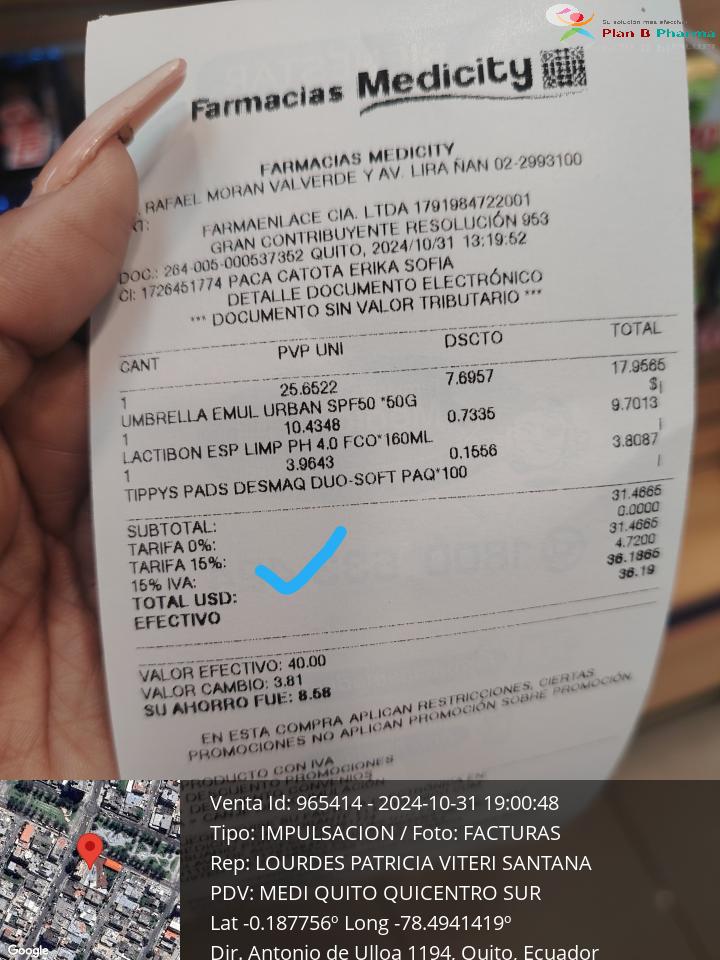 Su solución más efectiva
Plan B Pharma
Farmacias Medicity
FARMACIAS MEDICITY
. RAFAEL MORAN VALVERDE Y AV. LIRA ÑAN 02-2993100
NT:
FARMAENLACE CIA. LTDA 1791984722001
GRAN CONTRIBUYENTE RESOLUCIÓN 953
DOC.: 264-005-000537352 QUITO, 2024/10/31 13:19:52
CI: 1726451774 PACA CATOTA ERIKA SOFIA
DETALLE DOCUMENTO ELECTRÓNICO
*** DOCUMENTO SIN VALOR TRIBUTARIO ***
CANT PVP UNI DSCTO TOTAL
1 25.6522 7.6957 17.9565
UMBRELLA EMUL URBAN SPF50 *50G $|
1 10.4348 0.7335 9.7013
LACTIBON ESP LIMP PH 4.0 FCO*160ML |
1 3.9643 0.1556 3.8087
TIPPYS PADS DESMAQ DUO-SOFT PAQ*100 |
SUBTOTAL: 31.4665
TARIFA 0%: 0.0000
TARIFA 15%: 31.4665
15% IVA: 4.7200
TOTAL USD: 36.1865
EFECTIVO 36.19
VALOR EFECTIVO: 40.00
VALOR CAMBIO: 3.81
SU AHORRO FUE: 8.58
EN ESTA COMPRA APLICAN RESTRICCIONES, CIERTAS
PROMOCIONES NO APLICAN PROMOCIÓN SOBRE PROMOCIÓN.
PRODUCTO CON IVA
DESCUENTO PROMOCIONES
CONVENIOS
Venta Id: 965414 - 2024-10-31 19:00:48
Tipo: IMPULSACION / Foto: FACTURAS
Rep: LOURDES PATRICIA VITERI SANTANA
PDV: MEDI QUITO QUICENTRO SUR
Lat -0.187756º Long -78.4941419º
Dir. Antonio de Ulloa 1194, Quito, Ecuador
Google